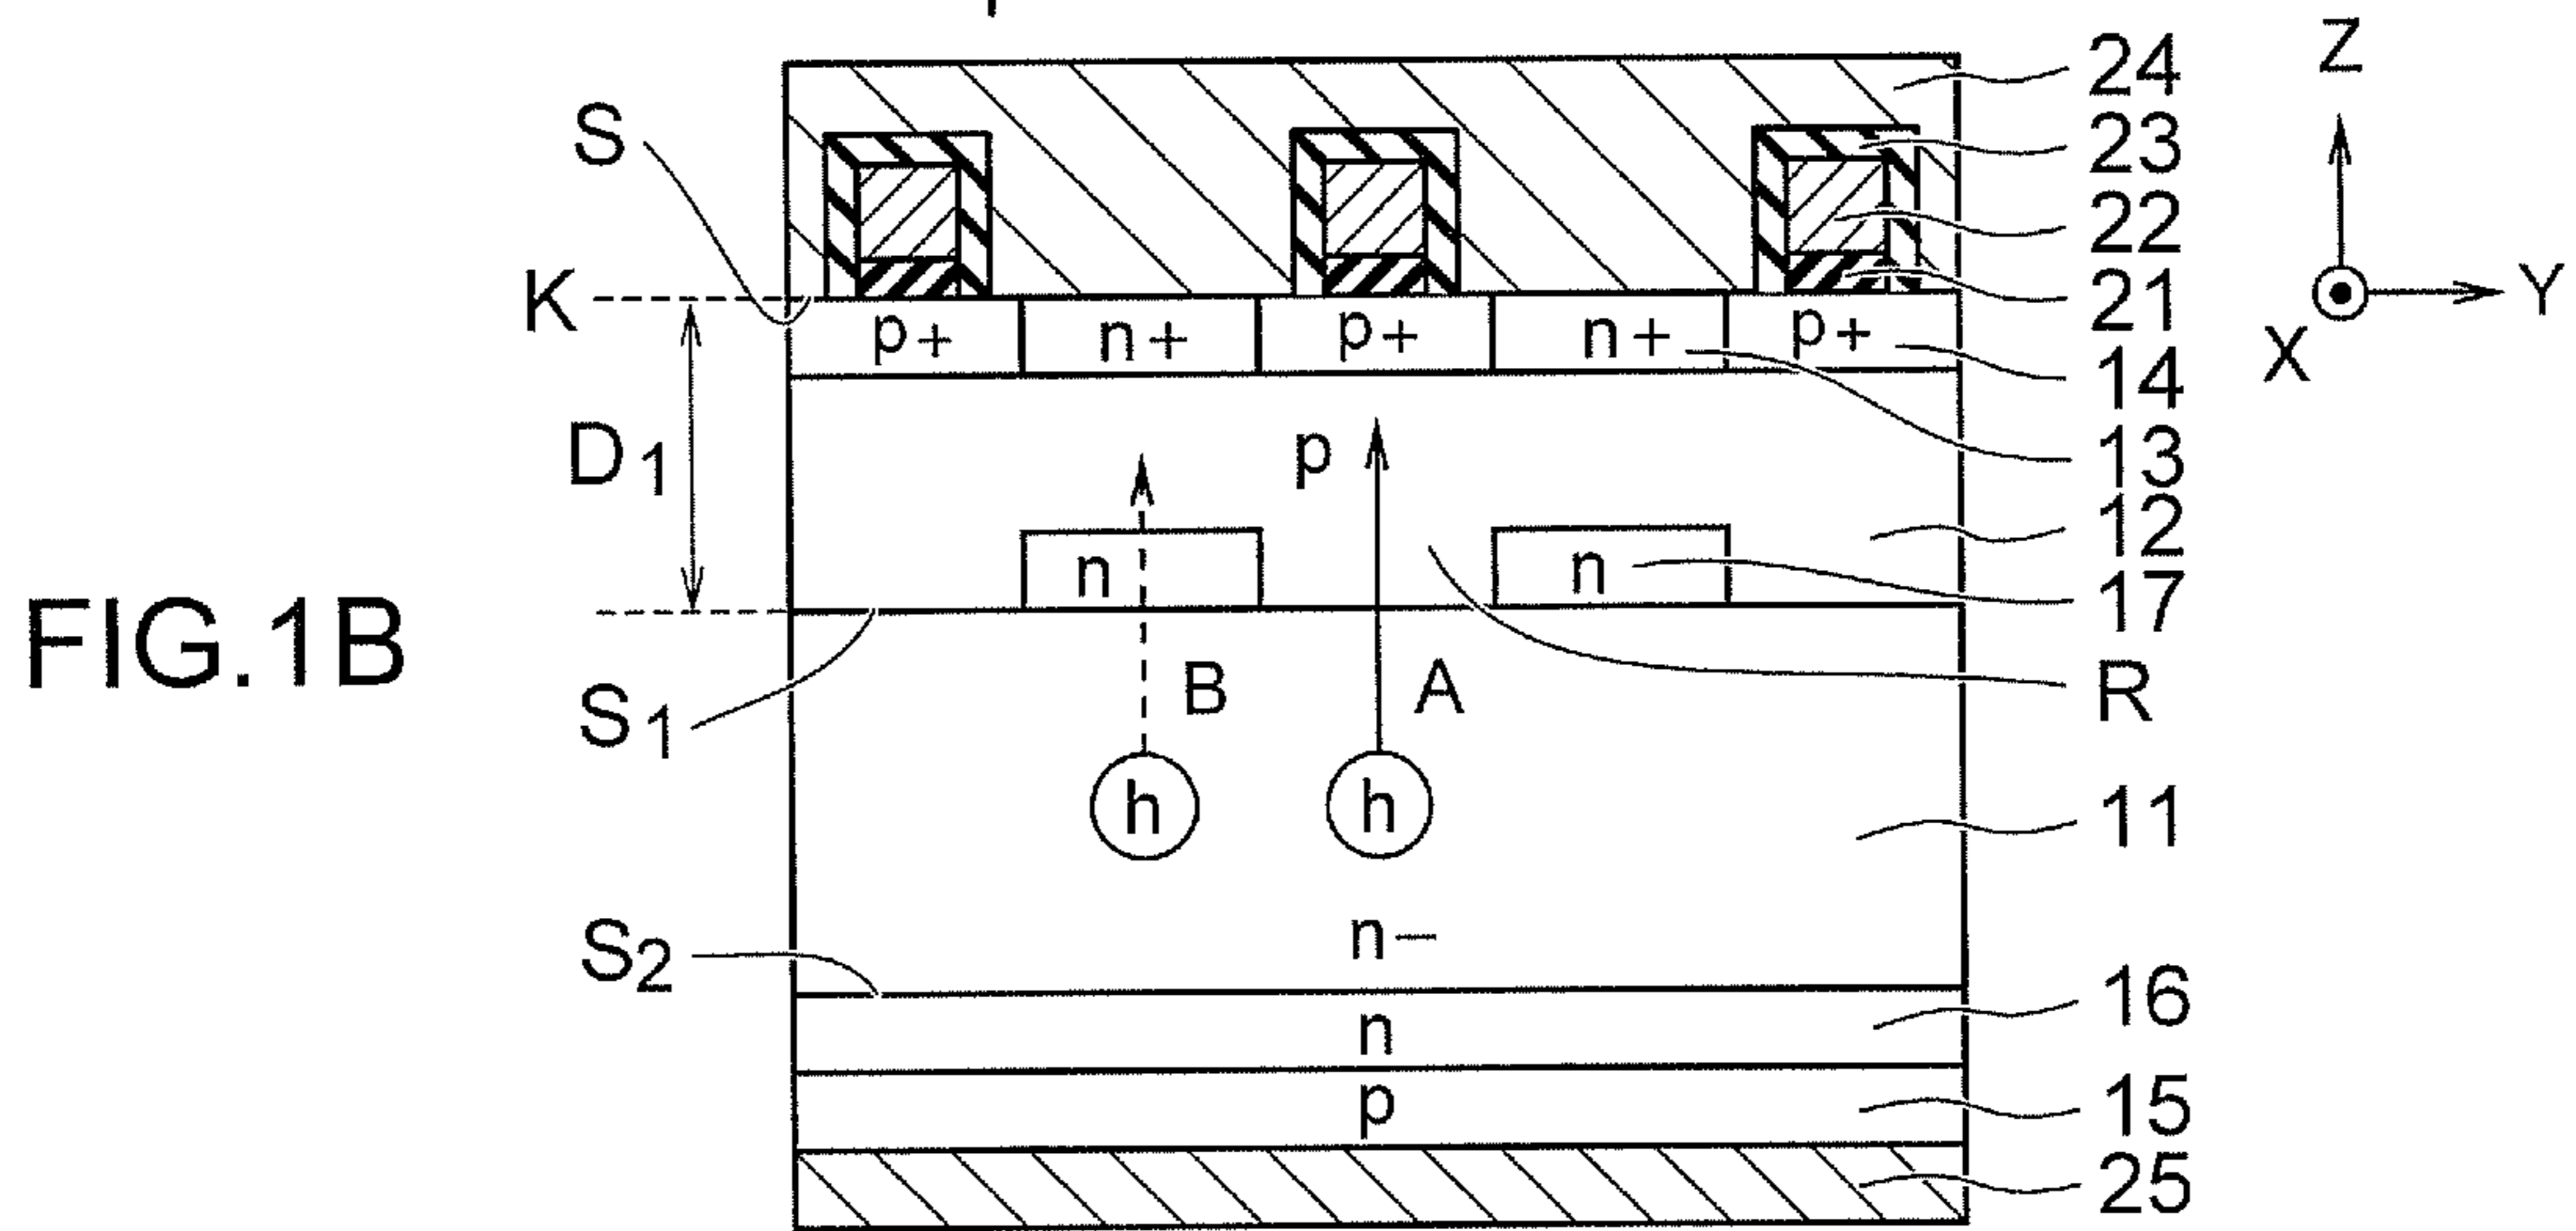 FIG.1B
Z
Y
X
24
23
22
21
14
13
12
17
R
11
16
15
25
S
K
D1
S1
S2
p+ n+ p+ n+ p+
p
n n
B A
h h
n−
n
p